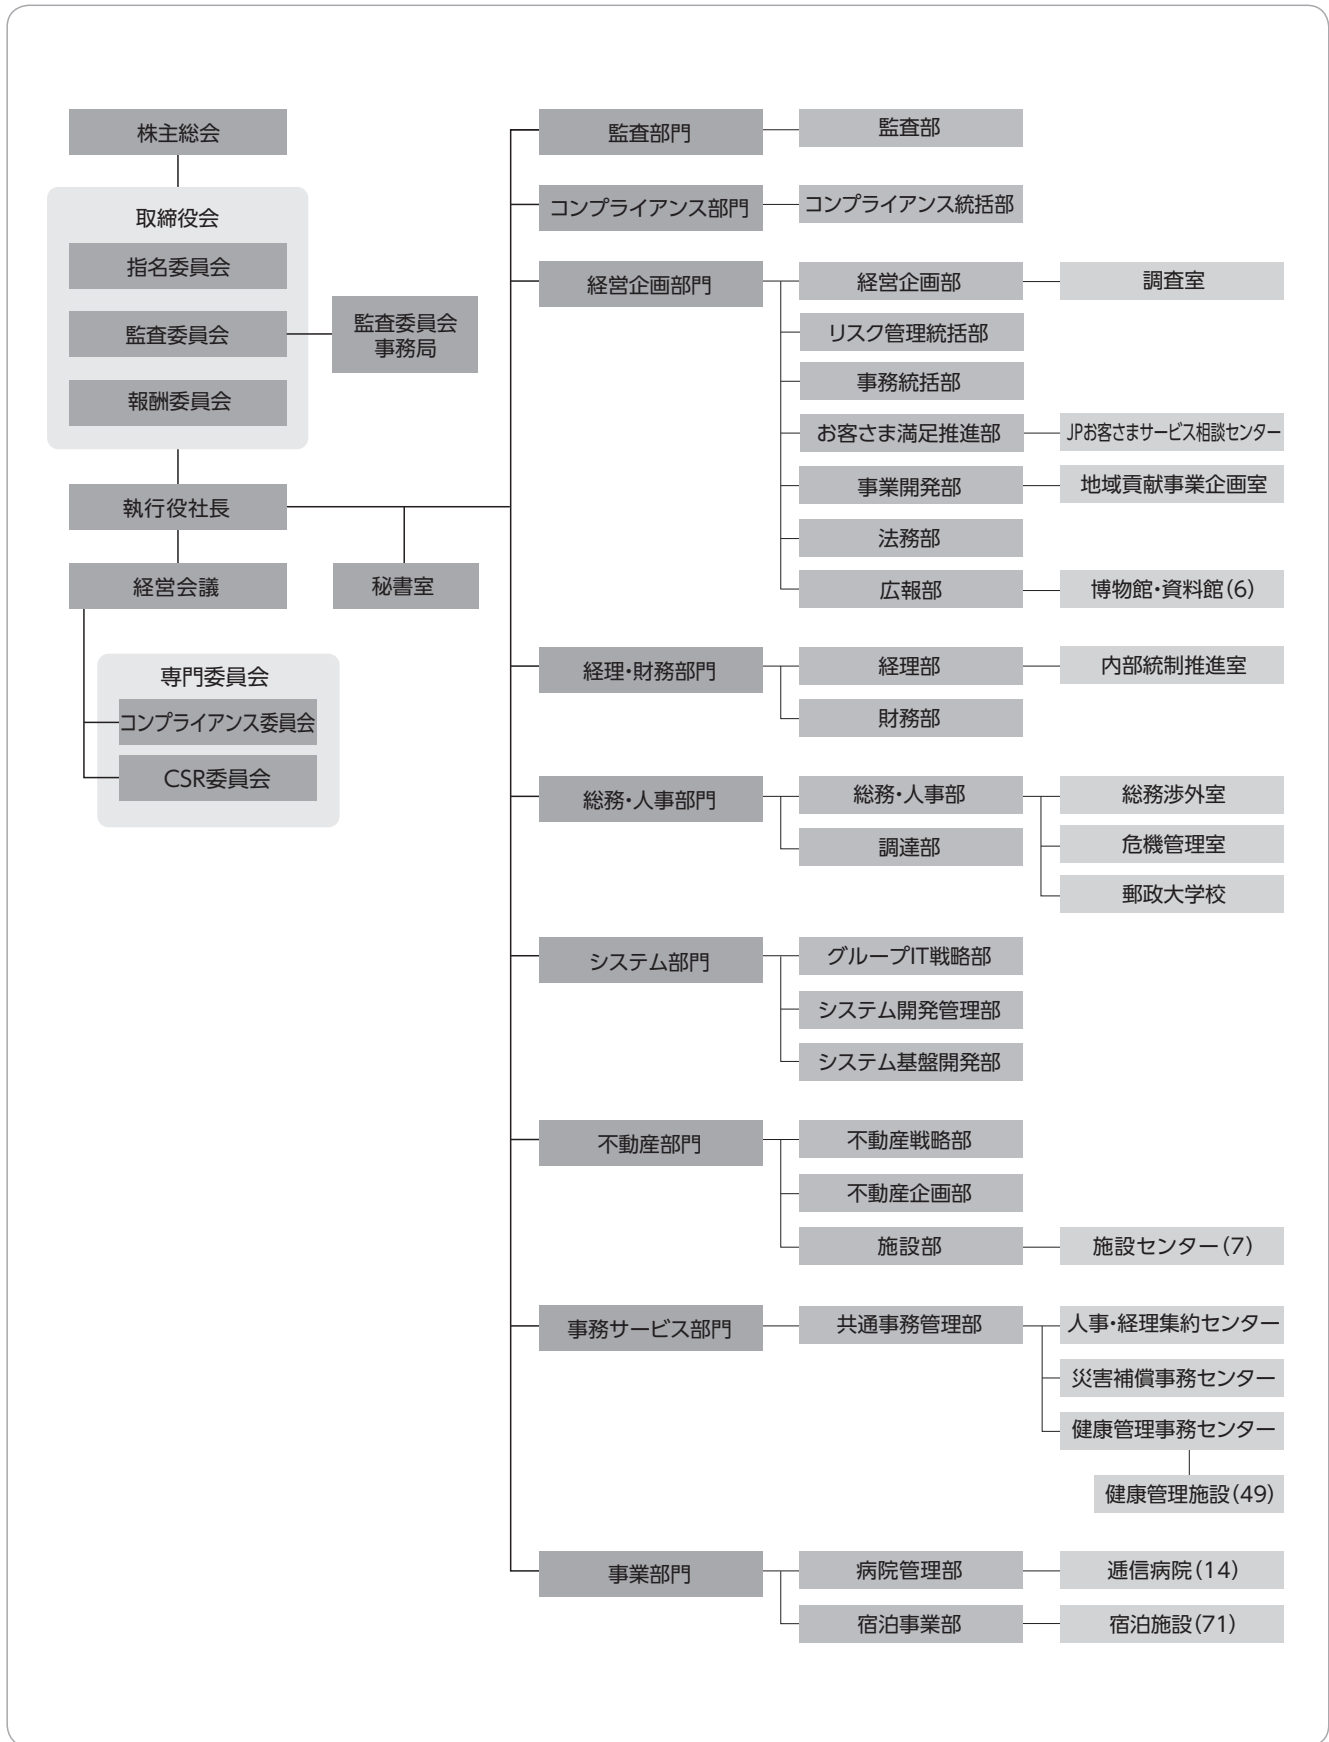 株主総会
取締役会
指名委員会
監査委員会
監査委員会
事務局
報酬委員会
執行役社長
経営会議
秘書室
専門委員会
コンプライアンス委員会
CSR委員会
監査部門
監査部
コンプライアンス部門
コンプライアンス統括部
経営企画部門
経営企画部
調査室
リスク管理統括部
事務統括部
お客さま満足推進部
JPお客さまサービス相談センター
事業開発部
地域貢献事業企画室
法務部
広報部
博物館・資料館(6)
経理・財務部門
経理部
内部統制推進室
財務部
総務・人事部門
総務・人事部
総務渉外室
危機管理室
郵政大学校
調達部
システム部門
グループIT戦略部
システム開発管理部
システム基盤開発部
不動産部門
不動産戦略部
不動産企画部
施設部
施設センター(7)
事務サービス部門
共通事務管理部
人事・経理集約センター
災害補償事務センター
健康管理事務センター
健康管理施設(49)
事業部門
病院管理部
逓信病院(14)
宿泊事業部
宿泊施設(71)